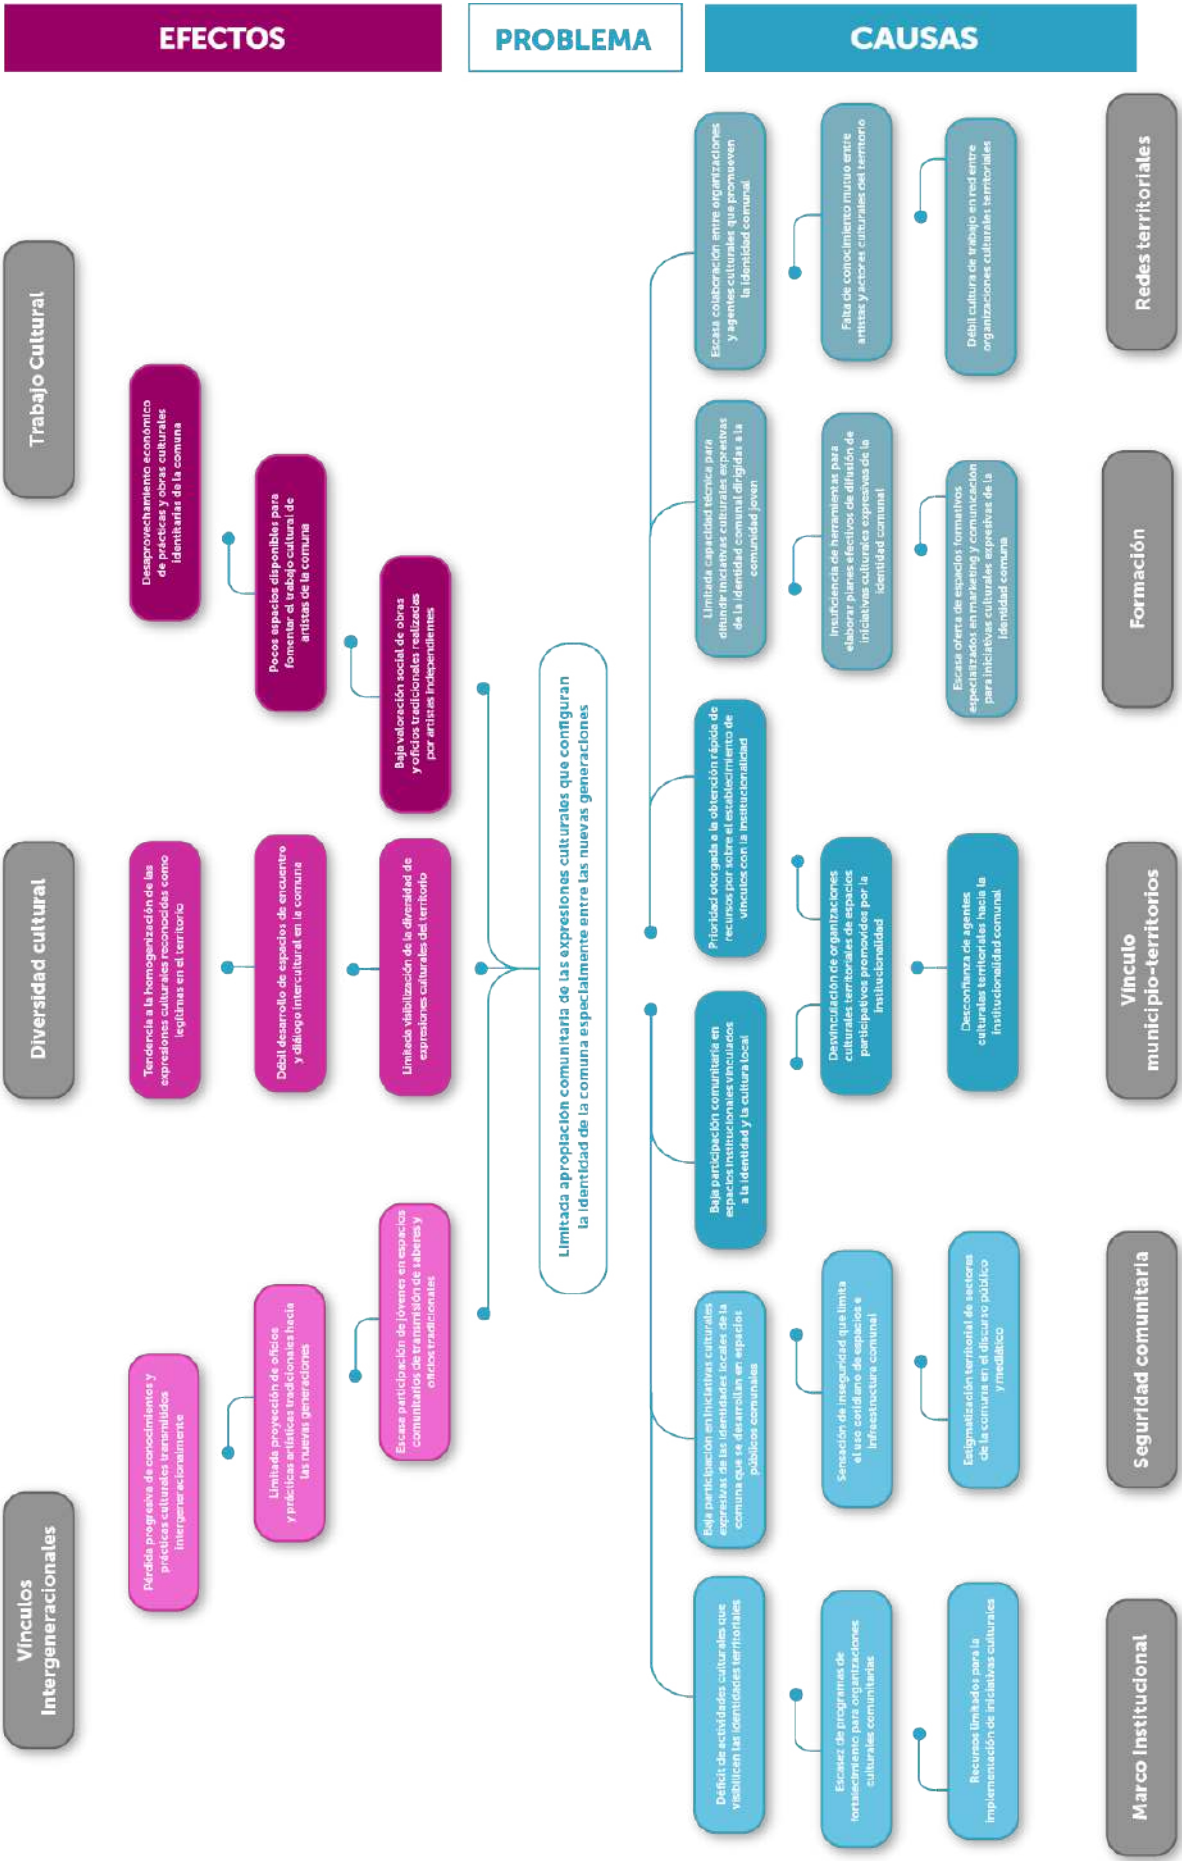 EFECTOS
PROBLEMA
CAUSAS
Vínculos
Intergeneracionales
Diversidad cultural
Trabajo Cultural
Pérdida progresiva de conocimientos y
prácticas culturales transmitidos
intergeneracionalmente
Tendencia a la homogenización de las
expresiones culturales reconocidas como
legítimas en el territorio
Desaprovechamiento económico
de prácticas y obras culturales
identitarias de la comuna
Limitada proyección de oficios
y prácticas artísticas tradicionales hacia
las nuevas generaciones
Débil desarrollo de espacios de encuentro
y diálogo intercultural en la comuna
Pocos espacios disponibles para
fomentar el trabajo cultural de
artistas de la comuna
Escasa participación de jóvenes en espacios
comunitarios de transmisión de saberes y
oficios tradicionales
Limitada visibilización de la diversidad de
expresiones culturales del territorio
Baja valoración social de obras
y oficios tradicionales realizadas
por artistas independientes
Limitada apropiación comunitaria de las expresiones culturales que configuran
la identidad de la comuna especialmente entre las nuevas generaciones
Déficit de actividades culturales que
visibilicen las identidades territoriales
Baja participación en iniciativas culturales
expresivas de las identidades locales de la
comuna que se desarrollan en espacios
públicos comunales
Baja participación comunitaria en
espacios institucionales vinculados
a la identidad y la cultura local
Prioridad otorgada a la obtención rápida de
recursos por sobre el establecimiento de
vínculos con la institucionalidad
Limitada capacidad técnica para
difundir iniciativas culturales expresivas
de la identidad comunal dirigidas a la
comunidad joven
Escasa colaboración entre organizaciones
y agentes culturales que promueven
la identidad comunal
Escasez de programas de
fortalecimiento para organizaciones
culturales comunitarias
Sensación de inseguridad que limita
el uso cotidiano de espacios e
infraestructura comunal
Desvinculación de organizaciones
culturales territoriales de espacios
participativos promovidos por la
institucionalidad
Insuficiencia de herramientas para
elaborar planes efectivos de difusión de
iniciativas culturales expresivas de la
identidad comunal
Falta de conocimiento mutuo entre
artistas y actores culturales del territorio
Recursos limitados para la
implementación de iniciativas culturales
Estigmatización territorial de sectores
de la comuna en el discurso público
y mediático
Desconfianza de agentes
culturales territoriales hacia la
institucionalidad comunal
Escasa oferta de espacios formativos
especializados en marketing y comunicación
para iniciativas culturales expresivas de la
identidad comuna
Débil cultura de trabajo en red entre
organizaciones culturales territoriales
Marco Institucional
Seguridad comunitaria
Vínculo
municipio-territorios
Formación
Redes territoriales